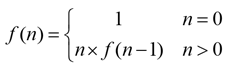 f(n) = { 1 n = 0
n × f(n − 1) n > 0